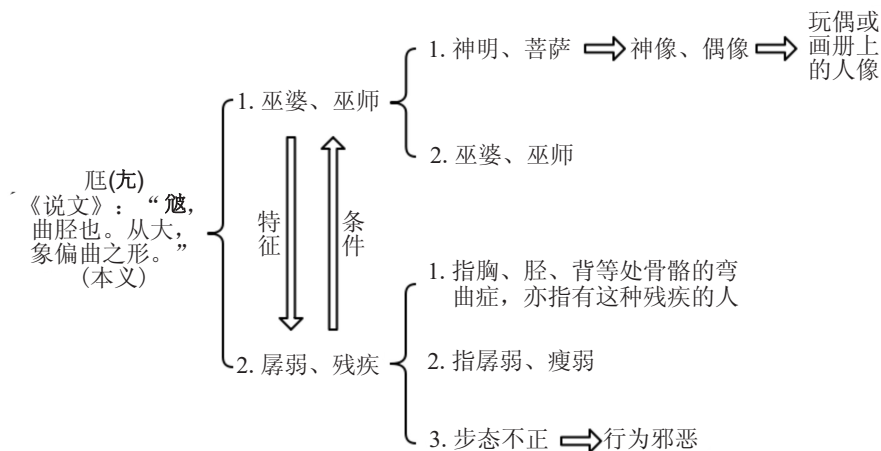 尪(尢)
《说文》：“尳，
曲胫也。从大，
象偏曲之形。”
(本义)
1. 巫婆、巫师
特征
条件
2. 孱弱、残疾
1. 神明、菩萨
神像、偶像
玩偶或
画册上
的人像
2. 巫婆、巫师
1. 指胸、胫、背等处骨骼的弯
曲症，亦指有这种残疾的人
2. 指孱弱、瘦弱
3. 步态不正
行为邪恶